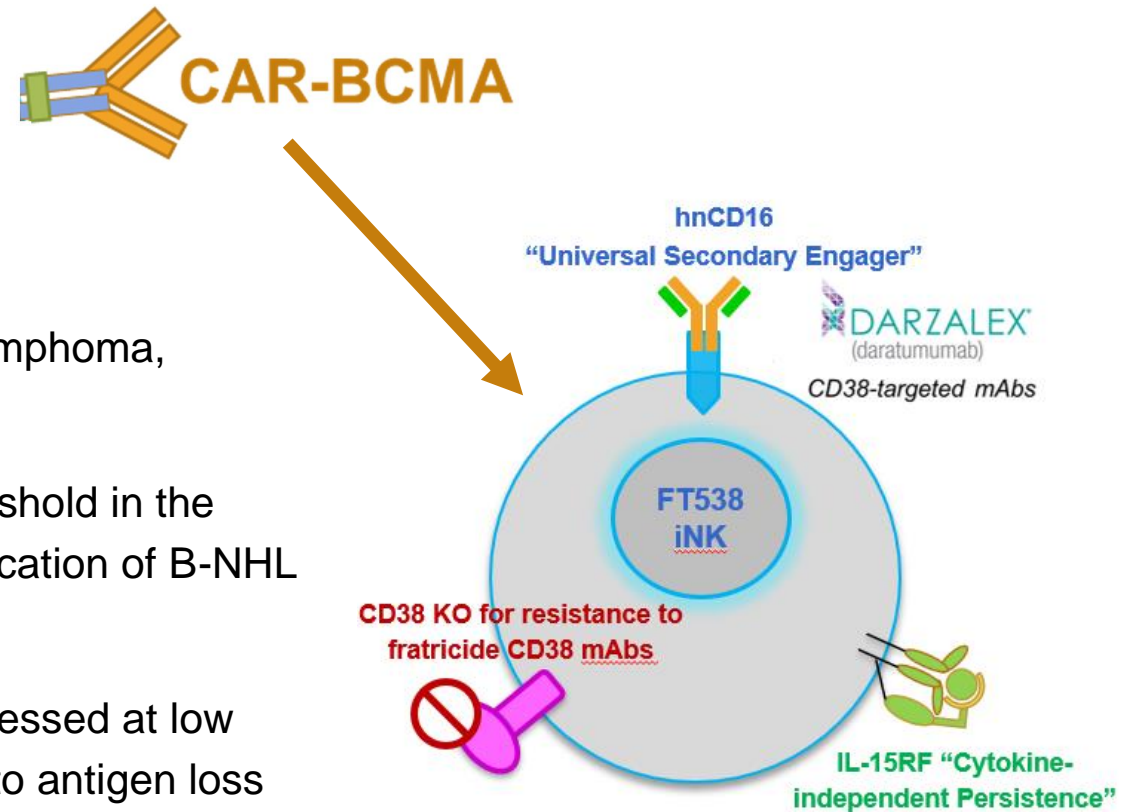 CAR-BCMA
hnCD16
“Universal Secondary Engager”
DARZALEX
(daratumumab)
CD38-targeted mAbs
FT538
iNK
CD38 KO for resistance to
fratricide CD38 mAbs
IL-15RF “Cytokine-
independent Persistence”
mphoma,
shold in the
cation of B-NHL
essed at low
to antigen loss